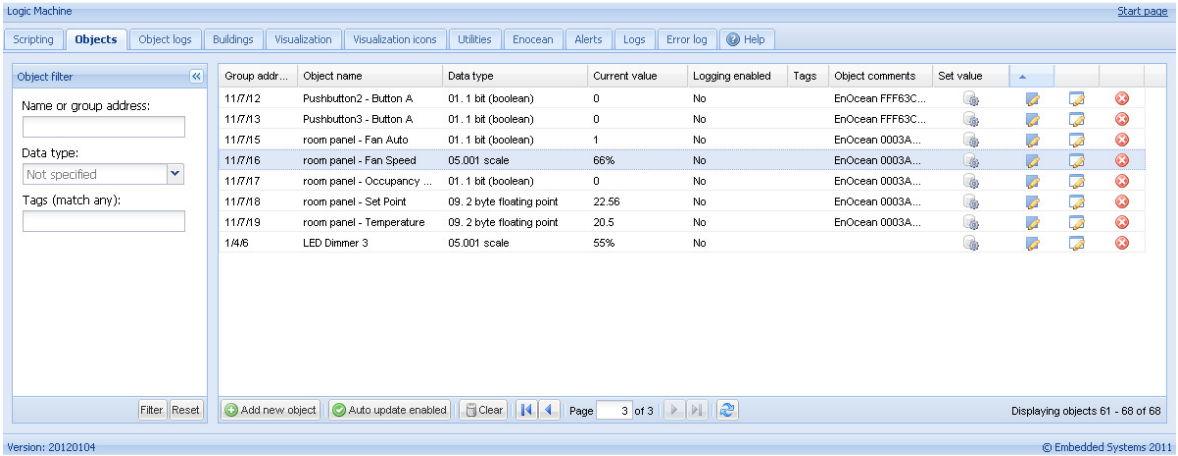 Logic Machine Start page
Scripting Objects Object logs Buildings Visualization Visualization icons Utilities Enocean Alerts Logs Error log Help
Object filter
Name or group address:
Data type:
Not specified
Tags (match any):
Filter Reset
Group addr... Object name Data type Current value Logging enabled Tags Object comments Set value
11/7/12 Pushbutton2 - Button A 01. 1 bit (boolean) 0 No EnOcean FFF63C...
11/7/13 Pushbutton3 - Button A 01. 1 bit (boolean) 0 No EnOcean FFF63C...
11/7/15 room panel - Fan Auto 01. 1 bit (boolean) 1 No EnOcean 0003A...
11/7/16 room panel - Fan Speed 05.001 scale 66% No EnOcean 0003A...
11/7/17 room panel - Occupancy ... 01. 1 bit (boolean) 0 No EnOcean 0003A...
11/7/18 room panel - Set Point 09. 2 byte floating point 22.56 No EnOcean 0003A...
11/7/19 room panel - Temperature 09. 2 byte floating point 20.5 No EnOcean 0003A...
1/4/6 LED Dimmer 3 05.001 scale 55% No
Add new object Auto update enabled Clear Page 3 of 3 Displaying objects 61 - 68 of 68
Version: 20120104 © Embedded Systems 2011